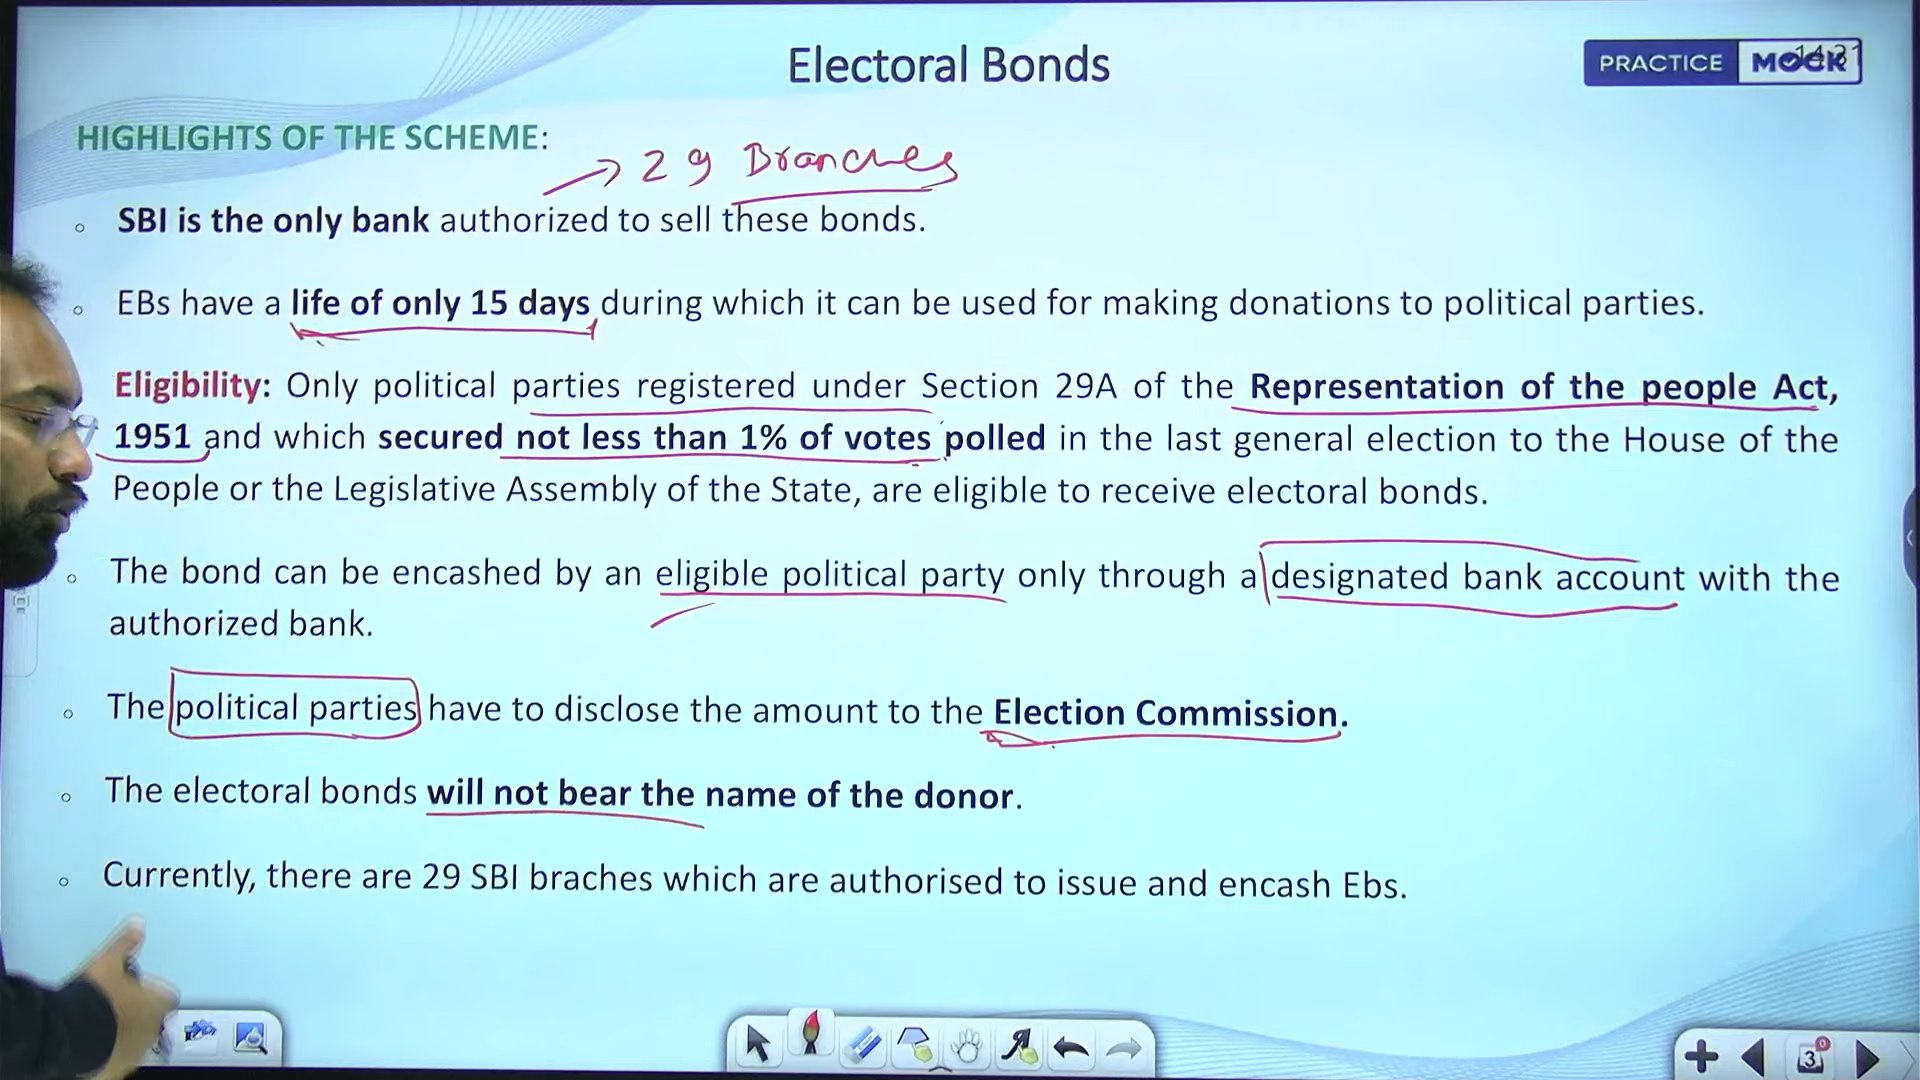 Electoral Bonds
PRACTICE MOCK
14:31
HIGHLIGHTS OF THE SCHEME:
→ 29 Branches
SBI is the only bank authorized to sell these bonds.
EBs have a life of only 15 days during which it can be used for making donations to political parties.
Eligibility: Only political parties registered under Section 29A of the Representation of the people Act,
1951 and which secured not less than 1% of votes polled in the last general election to the House of the
People or the Legislative Assembly of the State, are eligible to receive electoral bonds.
The bond can be encashed by an eligible political party only through a designated bank account with the
authorized bank.
The political parties have to disclose the amount to the Election Commission.
The electoral bonds will not bear the name of the donor.
Currently, there are 29 SBI braches which are authorised to issue and encash Ebs.
3
0